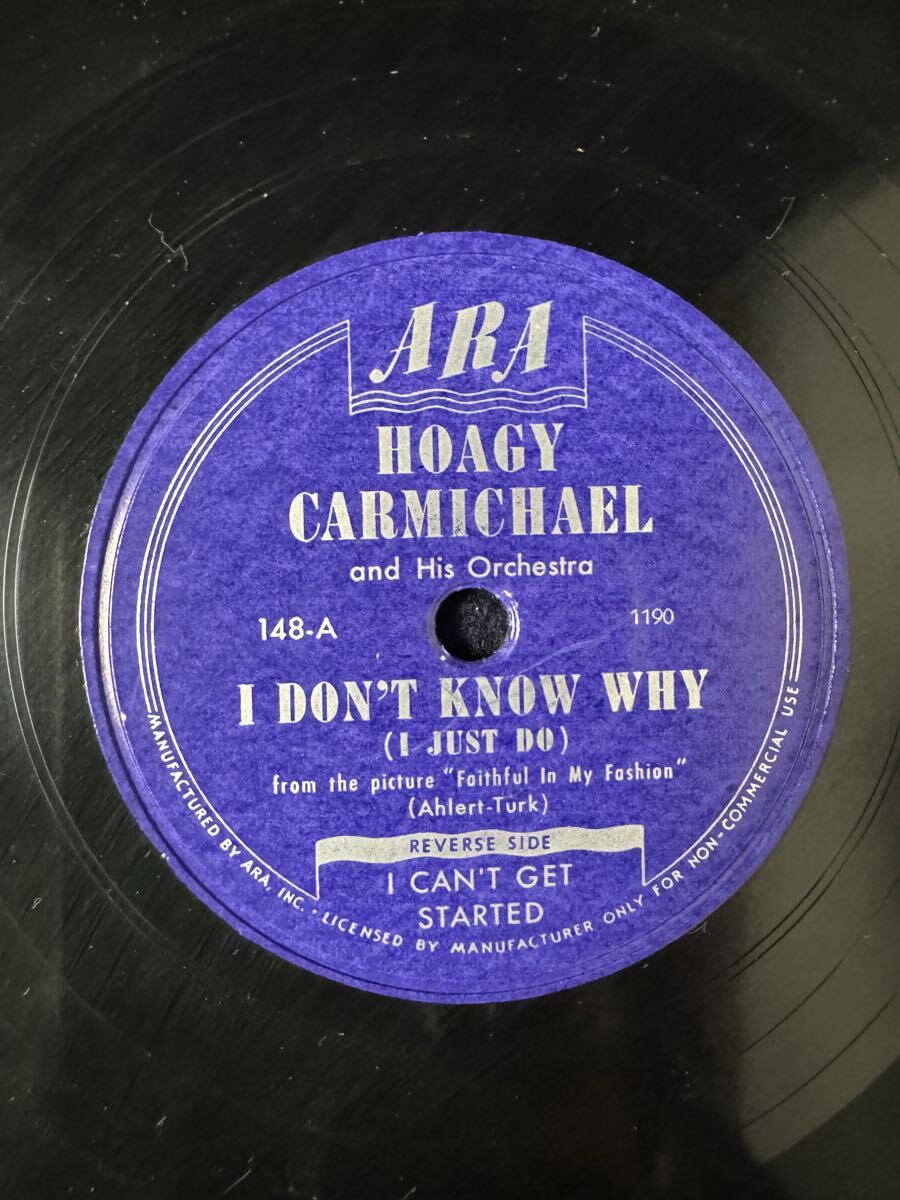 ARA
HOAGY
CARMICHAEL
and His Orchestra
148-A
1190
I DON'T KNOW WHY
(I JUST DO)
from the picture "Faithful In My Fashion"
(Ahlert-Turk)
REVERSE SIDE
I CAN'T GET
STARTED
MANUFACTURED BY ARA, INC. · LICENSED BY MANUFACTURER ONLY FOR NON-COMMERCIAL USE